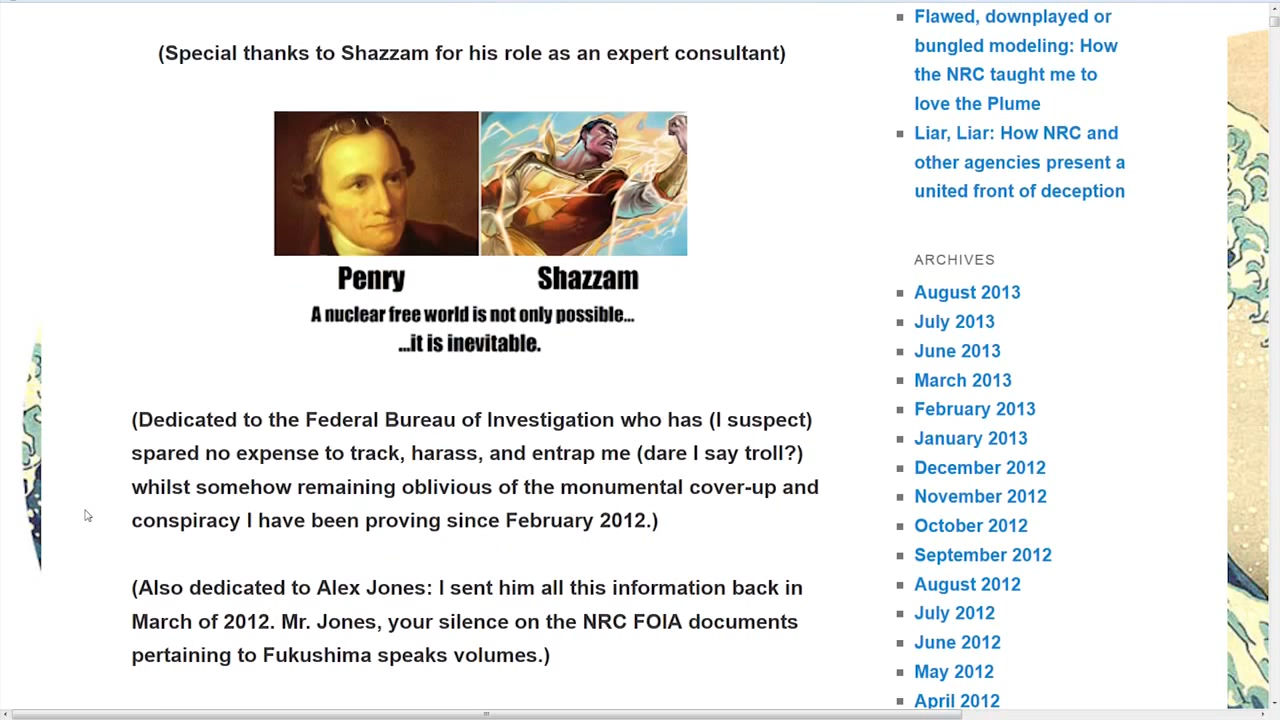 (Special thanks to Shazzam for his role as an expert consultant)
Penry
Shazzam
A nuclear free world is not only possible...
...it is inevitable.
(Dedicated to the Federal Bureau of Investigation who has (I suspect)
spared no expense to track, harass, and entrap me (dare I say troll?)
whilst somehow remaining oblivious of the monumental cover-up and
conspiracy I have been proving since February 2012.)
(Also dedicated to Alex Jones: I sent him all this information back in
March of 2012. Mr. Jones, your silence on the NRC FOIA documents
pertaining to Fukushima speaks volumes.)
Flawed, downplayed or
bungled modeling: How
the NRC taught me to
love the Plume
Liar, Liar: How NRC and
other agencies present a
united front of deception
ARCHIVES
August 2013
July 2013
June 2013
March 2013
February 2013
January 2013
December 2012
November 2012
October 2012
September 2012
August 2012
July 2012
June 2012
May 2012
April 2012